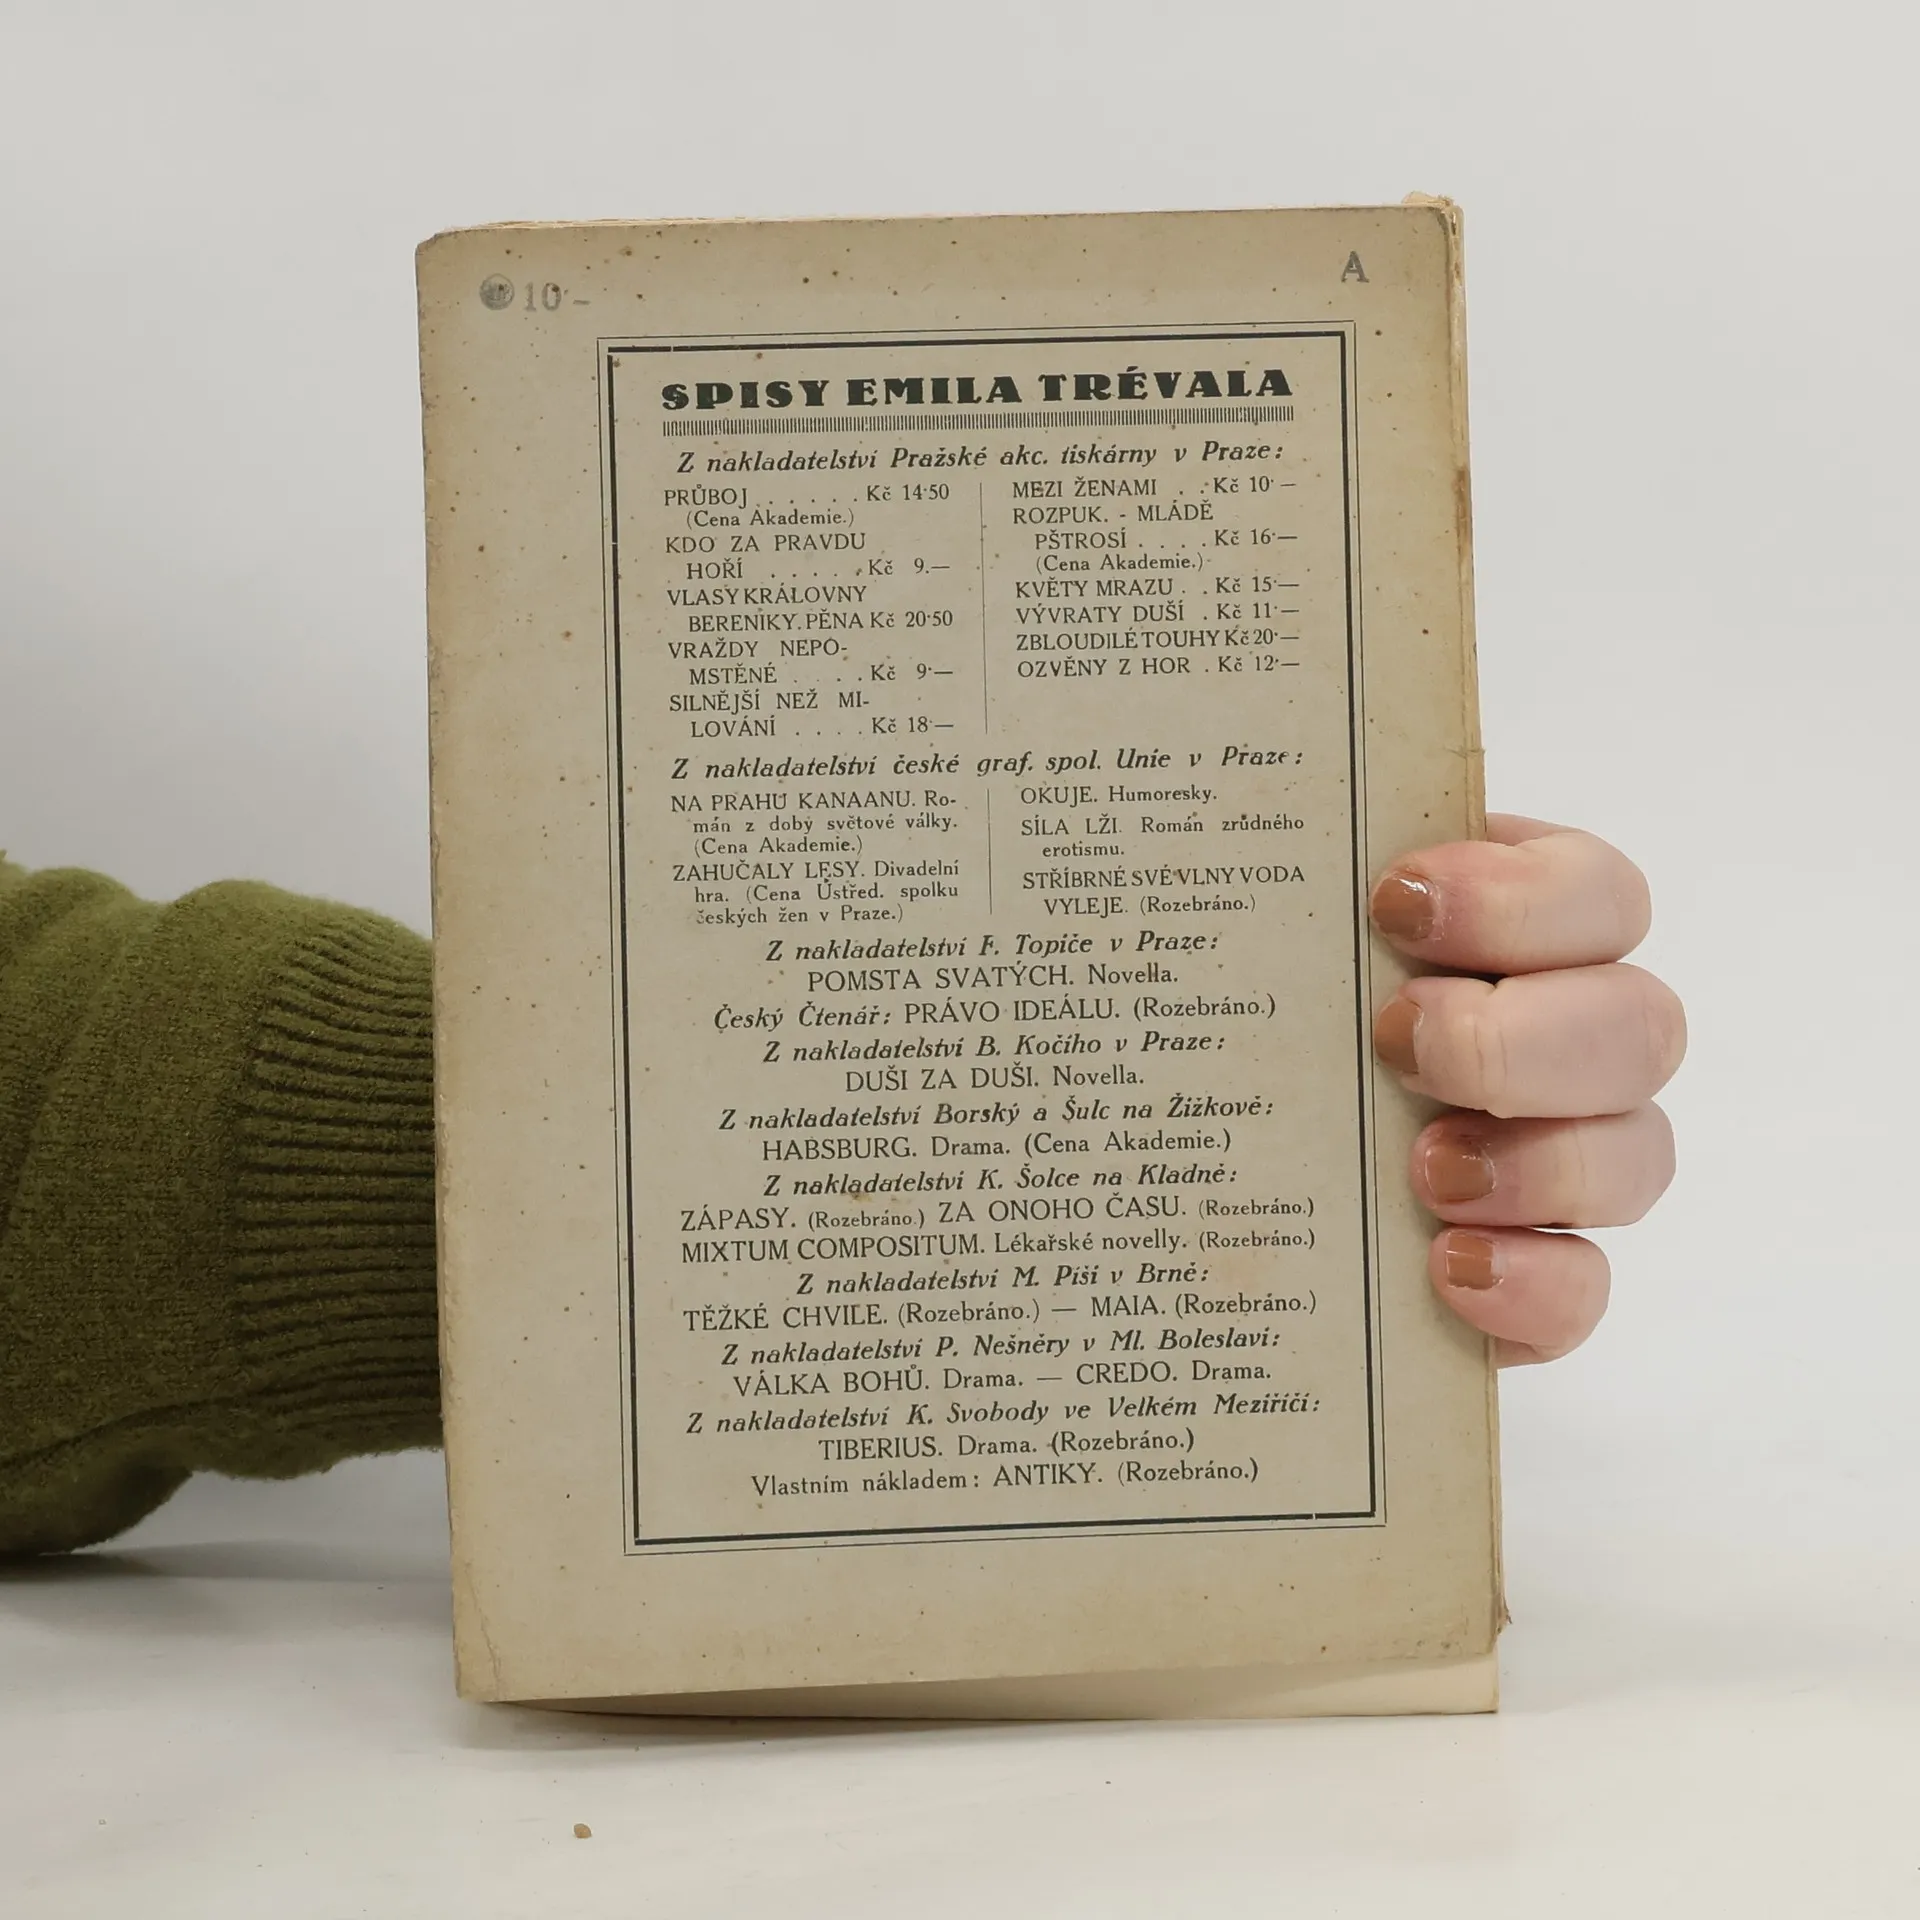 10·–
A
SPISY EMILA TRÉVALA
Z nakladatelství Pražské akc. tiskárny v Praze:
PRŮBOJ . . . . . . Kč 14·50
(Cena Akademie.)
KDO ZA PRAVDU
HOŘÍ . . . . . Kč 9.—
VLASY KRÁLOVNY
BERENIKY. PĚNA Kč 20·50
VRAŽDY NEPO-
MSTĚNÉ . . . . Kč 9·—
SILNĚJŠÍ NEŽ MI-
LOVÁNÍ . . . . Kč 18·—
MEZI ŽENAMI . . Kč 10·—
ROZPUK. - MLÁDĚ
PŠTROSÍ . . . . Kč 16·—
(Cena Akademie.)
KVĚTY MRAZU . . Kč 15·—
VÝVRATY DUŠÍ . Kč 11·—
ZBLOUDILÉ TOUHY Kč 20·—
OZVĚNY Z HOR . Kč 12·—
Z nakladatelství české graf. spol. Unie v Praze:
NA PRAHU KANAANU. Ro-
mán z doby světové války.
(Cena Akademie.)
ZAHUČALY LESY. Divadelní
hra. (Cena Ústřed. spolku
českých žen v Praze.)
OKUJE. Humoresky.
SÍLA LŽI. Román zrůdného
erotismu.
STŘÍBRNÉ SVÉ VLNY VODA
VYLEJE. (Rozebráno.)
Z nakladatelství F. Topiče v Praze:
POMSTA SVATÝCH. Novella.
Český Čtenář: PRÁVO IDEÁLU. (Rozebráno.)
Z nakladatelství B. Kočího v Praze:
DUŠI ZA DUŠI. Novella.
Z nakladatelství Borský a Šulc na Žižkově:
HABSBURG. Drama. (Cena Akademie.)
Z nakladatelství K. Šolce na Kladně:
ZÁPASY. (Rozebráno.) ZA ONOHO ČASU. (Rozebráno.)
MIXTUM COMPOSITUM. Lékařské novelly. (Rozebráno.)
Z nakladatelství M. Píši v Brně:
TĚŽKÉ CHVILE. (Rozebráno.) — MAIA. (Rozebráno.)
Z nakladatelství P. Nešněry v Ml. Boleslavi:
VÁLKA BOHŮ. Drama. — CREDO. Drama.
Z nakladatelství K. Svobody ve Velkém Meziříčí:
TIBERIUS. Drama. (Rozebráno.)
Vlastním nákladem: ANTIKY. (Rozebráno.)